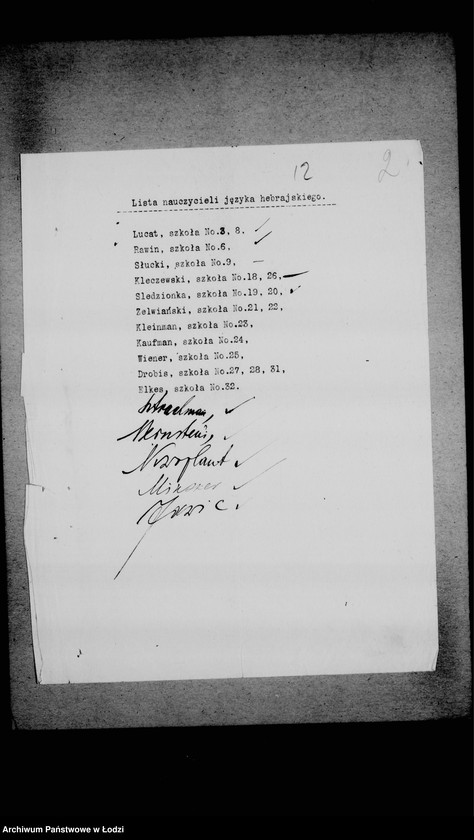 12 2.
Lista nauczycieli języka hebrajskiego.
Lucat, szkoła No.3, 8. ✓
Rawin, szkoła No.6, ✓
Słucki, szkoła No.9, —
Kleczewski, szkoła No.18, 26, —
Sledzionka, szkoła No.19, 20, ✓
Zelwiański, szkoła No.21, 22,
Kleinman, szkoła No.23,
Kaufman, szkoła No.24,
Wiener, szkoła No.25,
Drobis, szkoła No.27, 28, 31,
Elkes, szkoła No.32.
✓
✓
Nowoplant ✓
✓
✓
Archiwum Państwowe w Łodzi